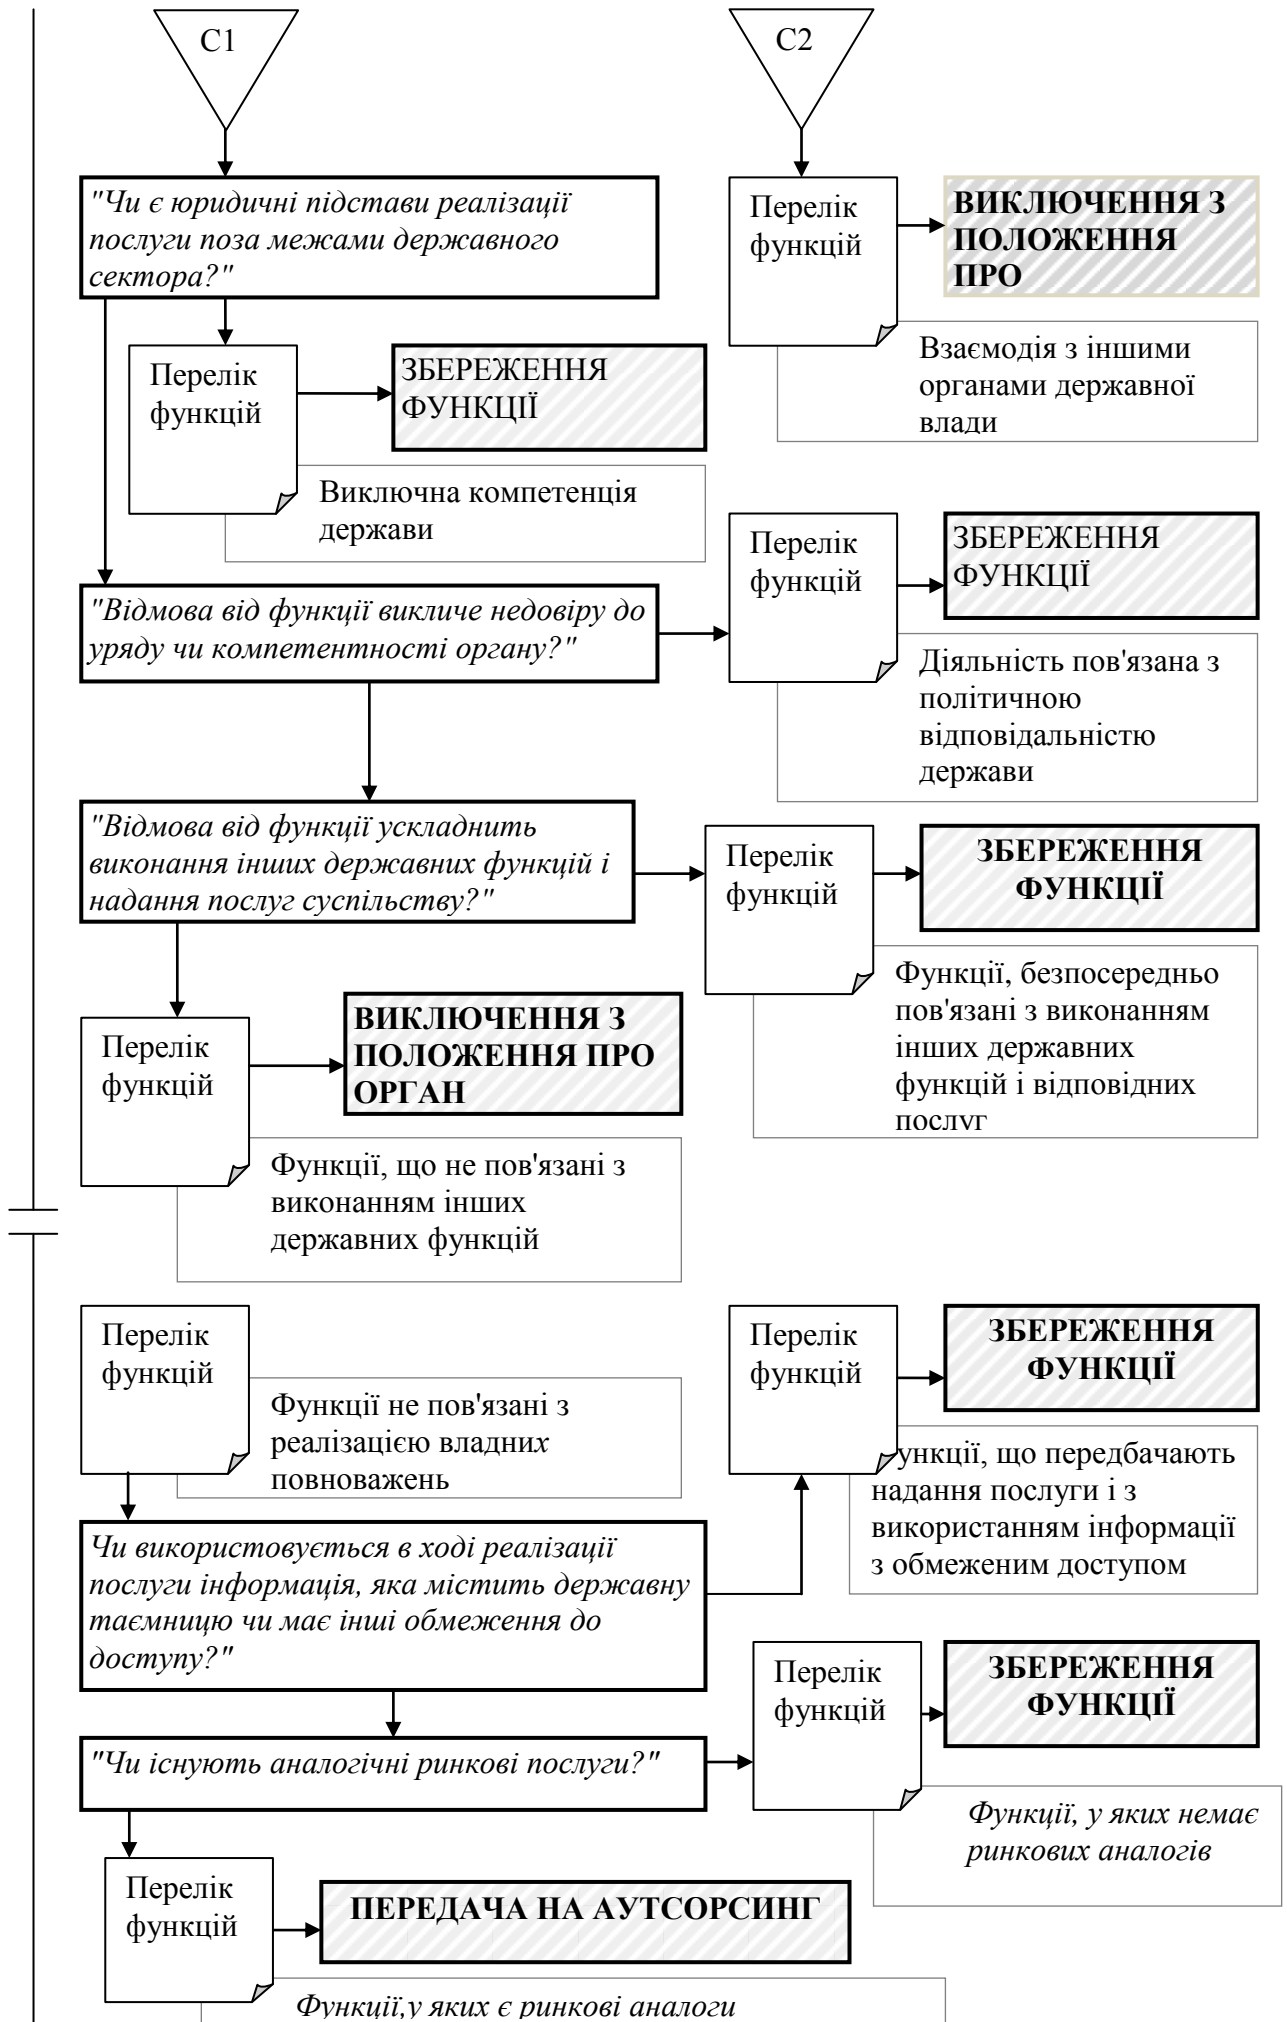 С1
С2
"Чи є юридичні підстави реалізації
послуги поза межами державного
сектора?"
Перелік
функцій
ВИКЛЮЧЕННЯ З
ПОЛОЖЕННЯ
ПРО
Взаємодія з іншими
органами державної
влади
Перелік
функцій
ЗБЕРЕЖЕННЯ
ФУНКЦІЇ
Виключна компетенція
держави
Перелік
функцій
ЗБЕРЕЖЕННЯ
ФУНКЦІЇ
"Відмова від функції викличе недовіру до
уряду чи компетентності органу?"
Діяльність пов'язана з
політичною
відповідальністю
держави
"Відмова від функції ускладнить
виконання інших державних функцій і
надання послуг суспільству?"
Перелік
функцій
ЗБЕРЕЖЕННЯ
ФУНКЦІЇ
Функції, безпосередньо
пов'язані з виконанням
інших державних
функцій і відповідних
послуг
Перелік
функцій
ВИКЛЮЧЕННЯ З
ПОЛОЖЕННЯ ПРО
ОРГАН
Функції, що не пов'язані з
виконанням інших
державних функцій
Перелік
функцій
Функції не пов'язані з
реалізацією владних
повноважень
Перелік
функцій
ЗБЕРЕЖЕННЯ
ФУНКЦІЇ
ункції, що передбачають
надання послуги і з
використанням інформації
з обмеженим доступом
Чи використовується в ході реалізації
послуги інформація, яка містить державну
таємницю чи має інші обмеження до
доступу?"
Перелік
функцій
ЗБЕРЕЖЕННЯ
ФУНКЦІЇ
"Чи існують аналогічні ринкові послуги?"
Функції, у яких немає
ринкових аналогів
Перелік
функцій
ПЕРЕДАЧА НА АУТСОРСИНГ
Функції,у яких є ринкові аналоги